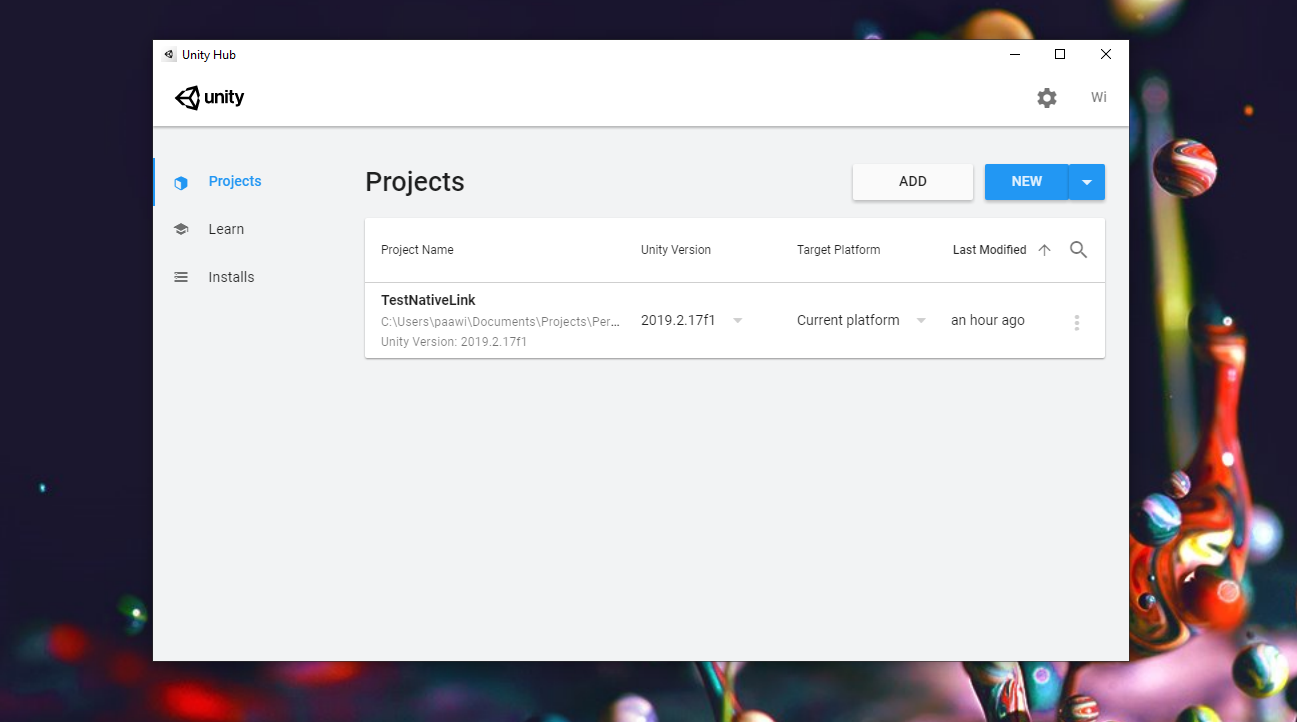 Unity Hub
unity
Wi
Projects
Learn
Installs
Projects
ADD
NEW
Project Name
Unity Version
Target Platform
Last Modified
TestNativeLink
C:\Users\paawi\Documents\Projects\Per...
Unity Version: 2019.2.17f1
2019.2.17f1
Current platform
an hour ago